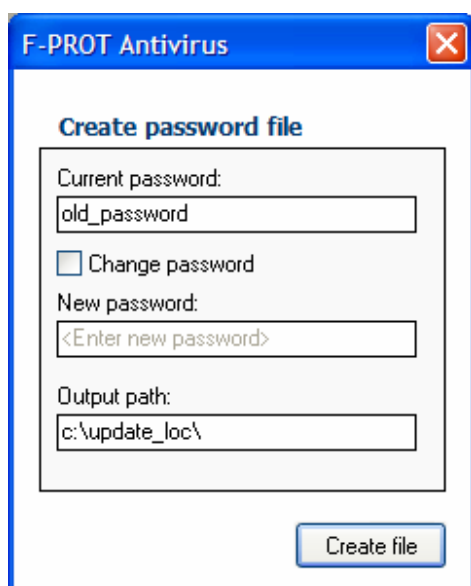 F-PROT Antivirus
Create password file
Current password:
old_password
Change password
New password:
<Enter new password>
Output path:
c:\update_loc\
Create file